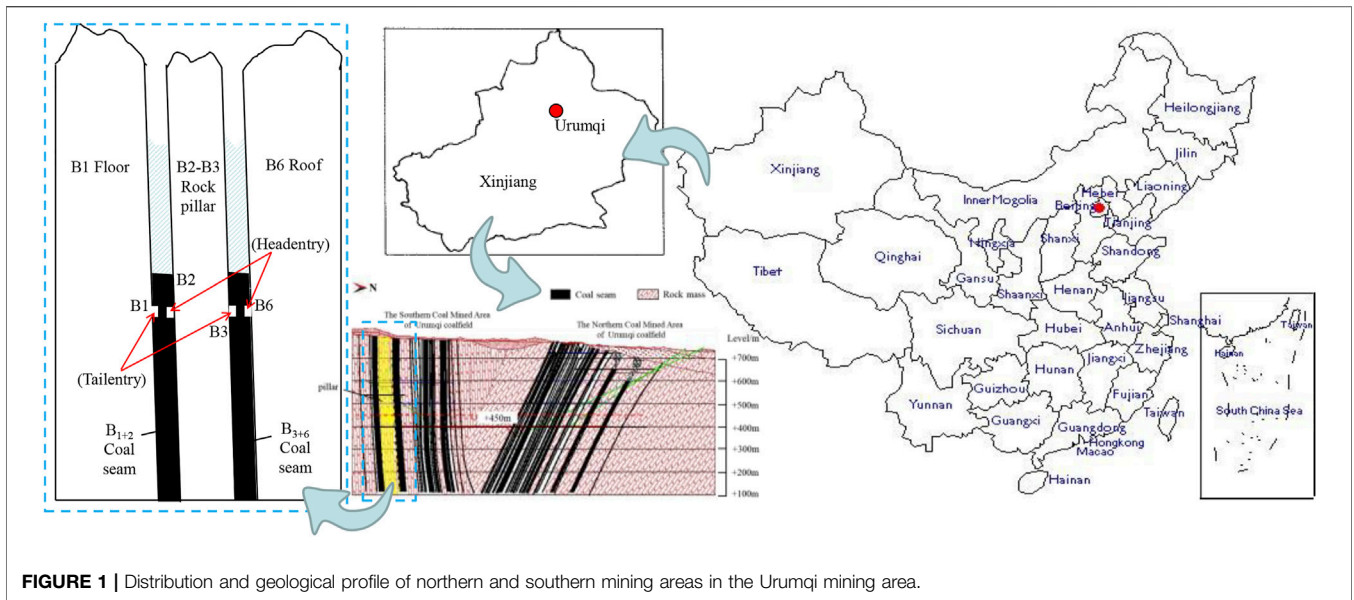 B1 Floor
B2-B3
Rock
pillar
B6 Roof
(Headentry)
B2
B1
B6
B3
(Tailentry)
B1+2
Coal
seam
B3+6
Coal
seam
Urumqi
Xinjiang
N
Coal seam
Rock mass
The Southern Coal Mined Area
of Urumqi coalfield
The Northern Coal Mined Area
of Urumqi coalfield
Level/m
+700m
+600m
+500m
+400m
+300m
+200m
+100m
pillar
+450m
Heilongjiang
Jilin
Liaoning
Xinjiang
Inner Mogolia
Hebei
Beijing
Tianjing
Ningxia
Shanxi
Shandong
Qinghai
Tibet
Gansu
Shaanxi
Henan
Jiangsu
Sichuan
Hubei
Anhui
Shanghai
Zhejiang
Hunan
Jiangxi
Guizhou
Fujian
Yunnan
Guangxi
Guangdong
Taiwan
Hongkong
Macao
Hainan
Taiwan
Hainan
South China Sea
FIGURE 1 | Distribution and geological profile of northern and southern mining areas in the Urumqi mining area.